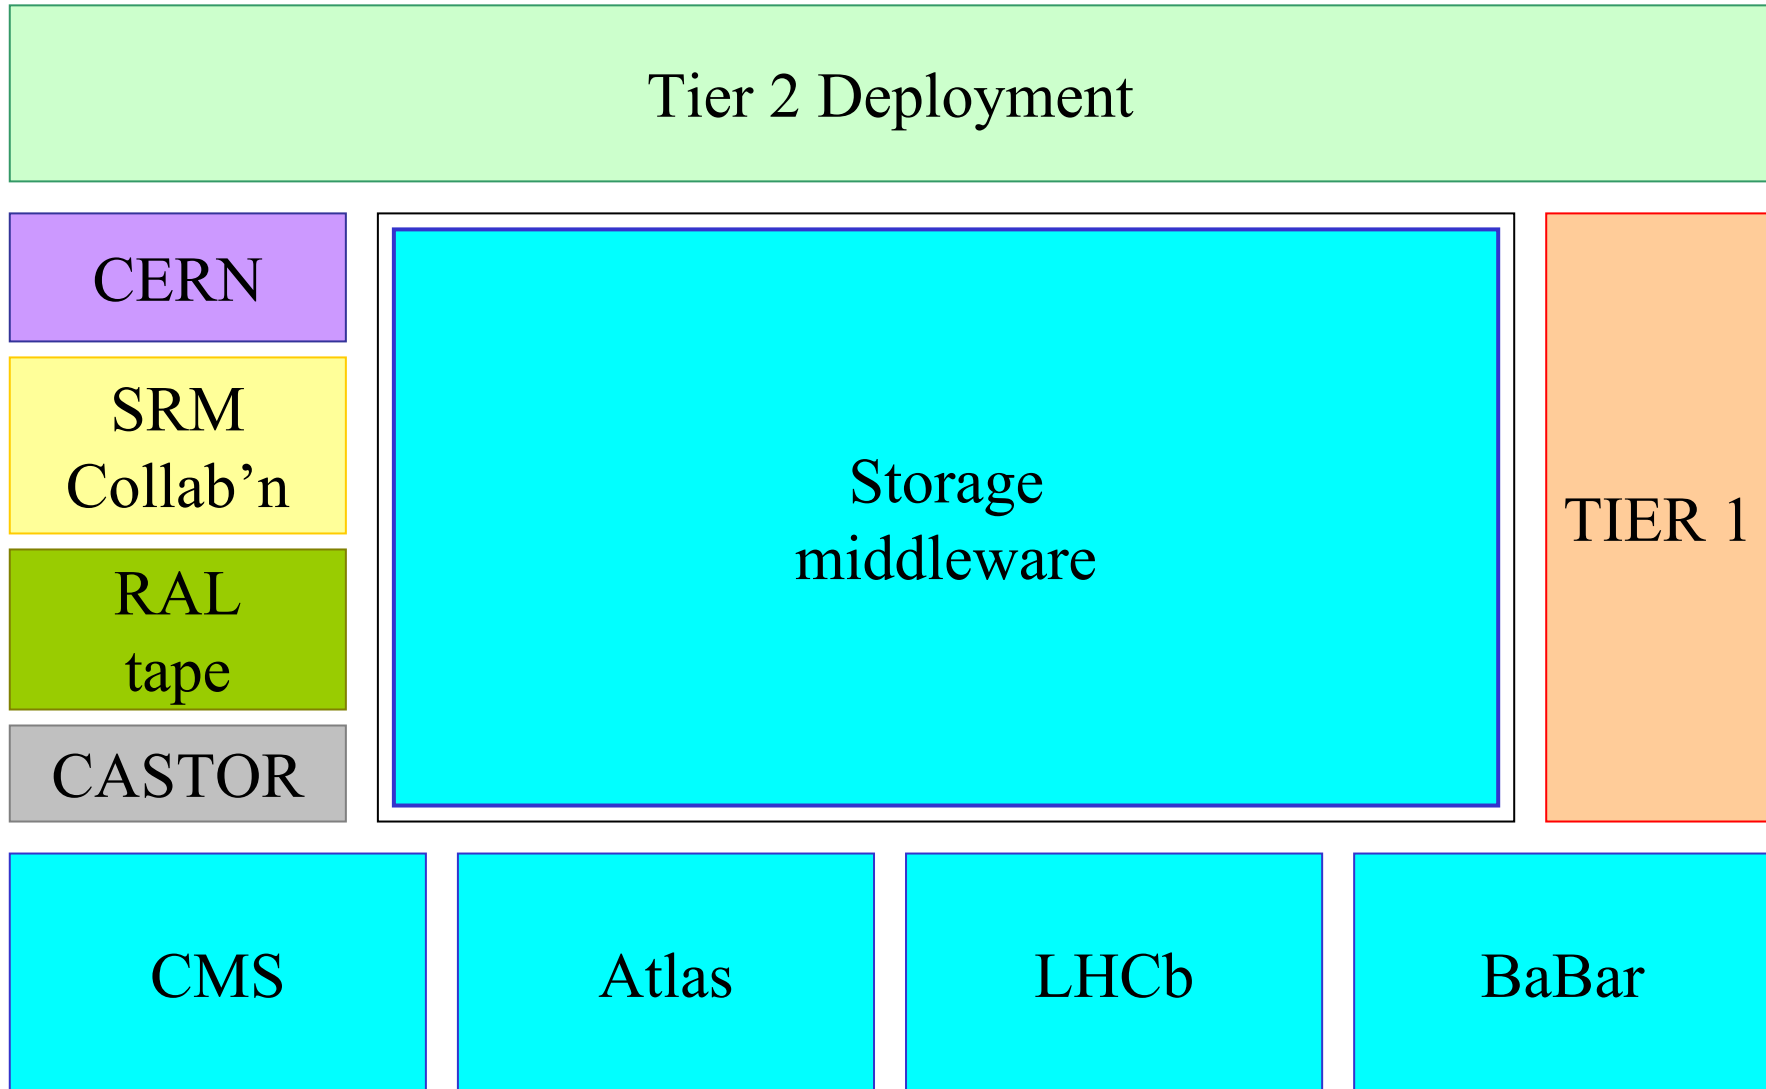 Tier 2 Deployment
CERN
SRM
Collab’n
RAL
tape
CASTOR
Storage
middleware
TIER 1
CMS
Atlas
LHCb
BaBar